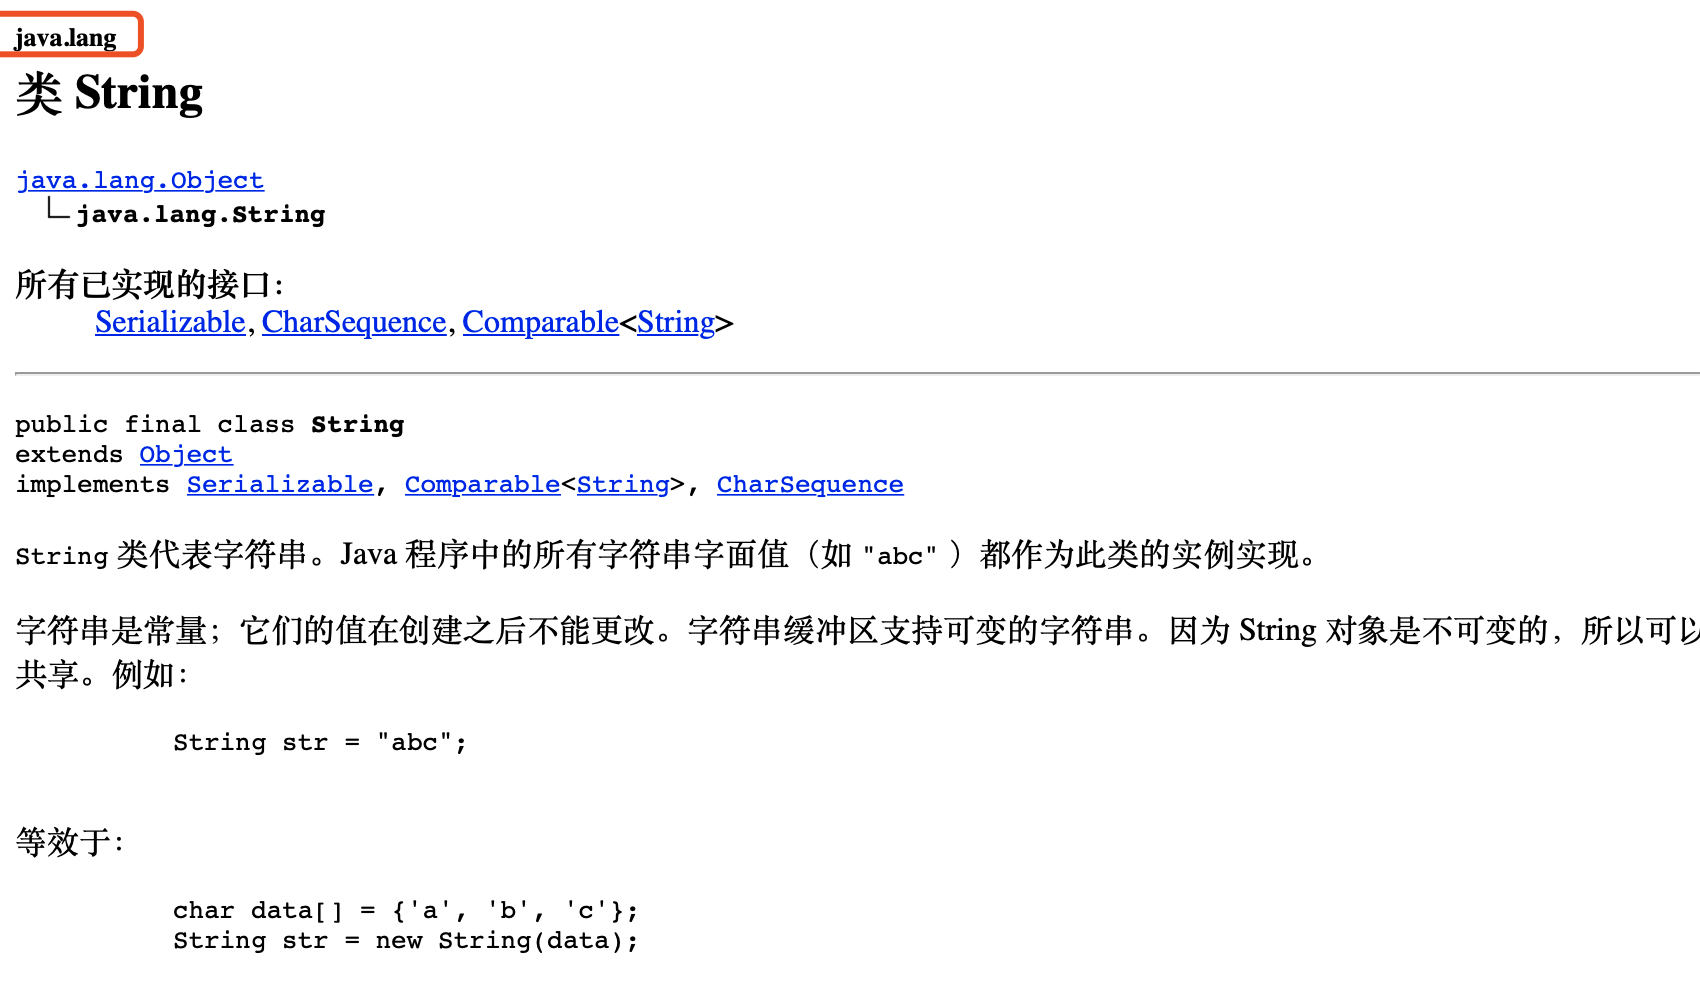 java.lang
类 String
java.lang.Object
java.lang.String
所有已实现的接口：
Serializable, CharSequence, Comparable<String>
public final class String
extends Object
implements Serializable, Comparable<String>, CharSequence
String 类代表字符串。Java 程序中的所有字符串字面值（如 "abc" ）都作为此类的实例实现。
字符串是常量；它们的值在创建之后不能更改。字符串缓冲区支持可变的字符串。因为 String 对象是不可变的，所以可以
共享。例如：
String str = "abc";
等效于：
char data[] = {'a', 'b', 'c'};
String str = new String(data);